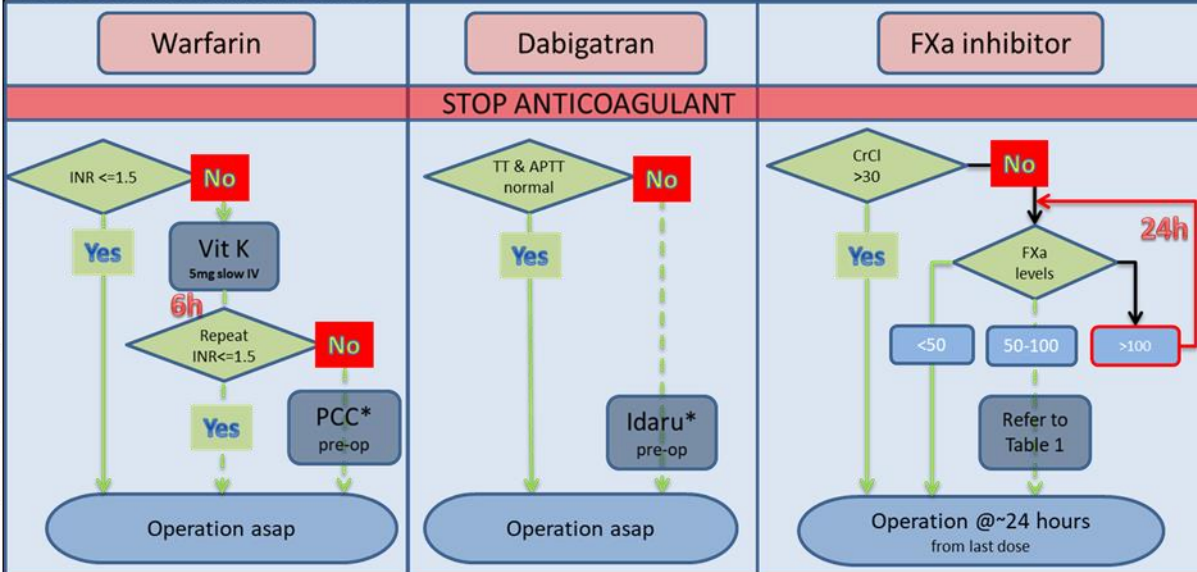 Warfarin
Dabigatran
FXa inhibitor
STOP ANTICOAGULANT
INR <=1.5
No
Yes
Vit K
5mg slow IV
6h
Repeat
INR<=1.5
No
Yes
PCC*
pre-op
Operation asap
TT & APTT
normal
No
Yes
Idaru*
pre-op
Operation asap
CrCl
>30
No
Yes
24h
FXa
levels
<50
50-100
>100
Refer to
Table 1
Operation @~24 hours
from last dose